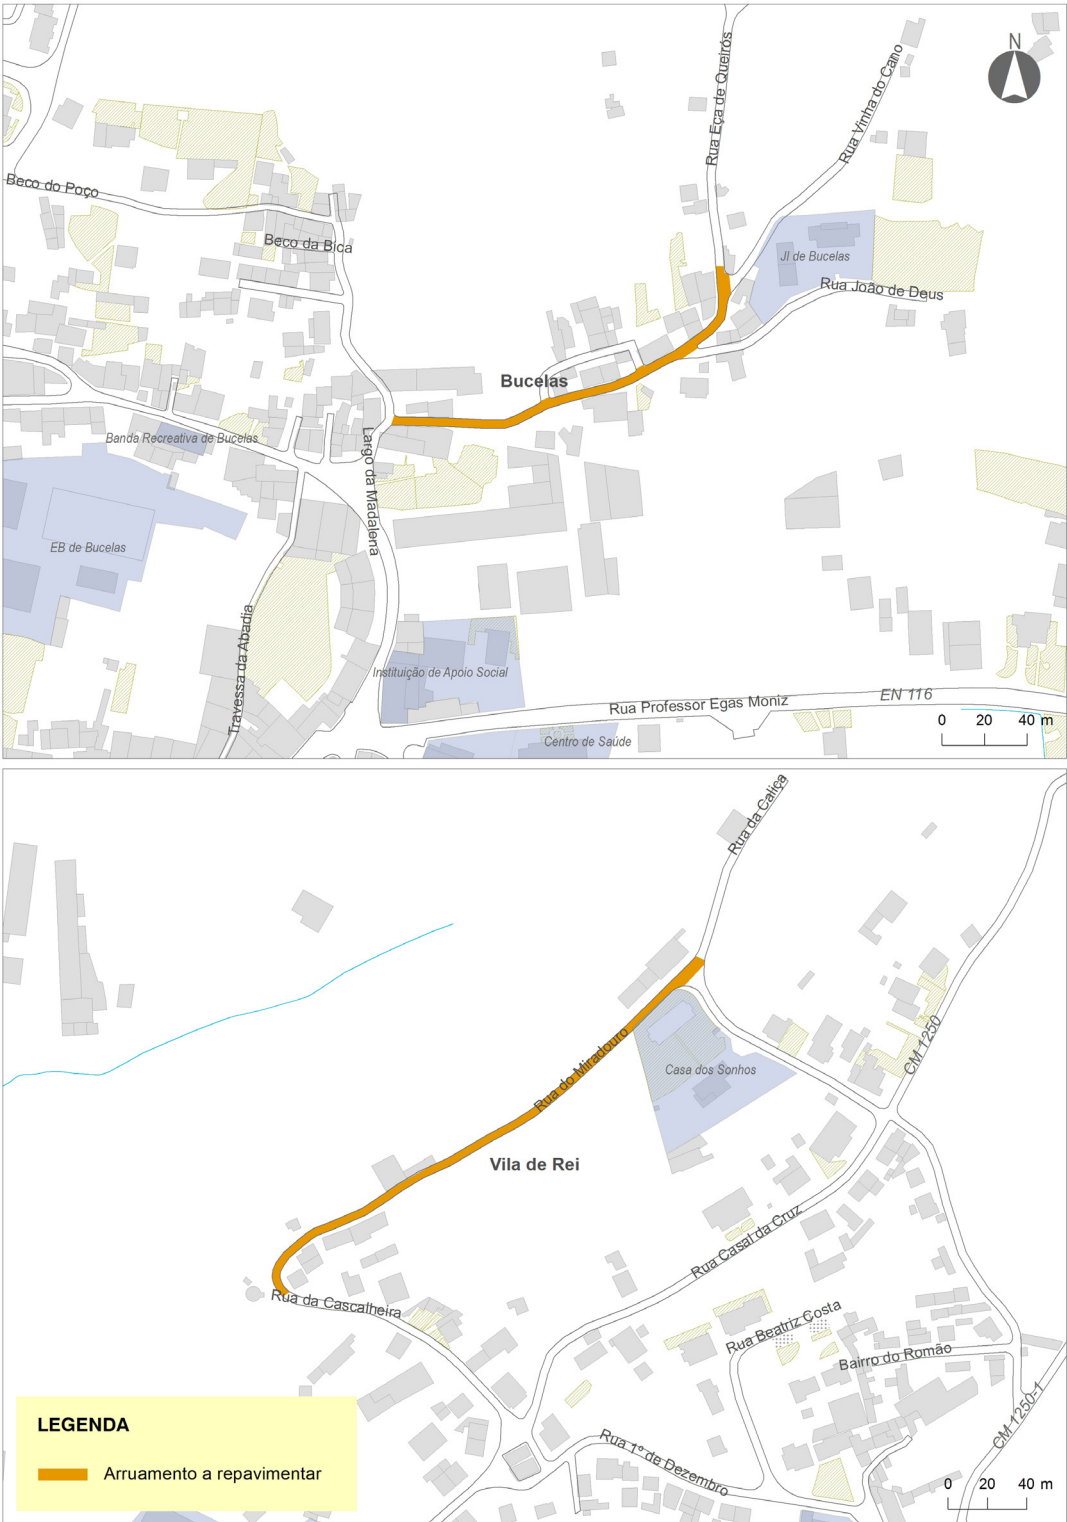 N
Rua Eça de Queirós
Rua Vinha do Cano
Beco do Poço
Beco da Bica
JI de Bucelas
Rua João de Deus
Bucelas
Banda Recreativa de Bucelas
Largo da Madalena
EB de Bucelas
Travessa da Abadia
Instituição de Apoio Social
Rua Professor Egas Moniz
EN 116
Centro de Saúde
0 20 40 m
Rua da Caliça
CM 1250
Rua do Miradouro
Casa dos Sonhos
Vila de Rei
Rua Casal da Cruz
Rua da Cascalheira
Rua Beatriz Costa
Bairro do Romão
CM 1250-1
Rua 1º de Dezembro
LEGENDA
Arruamento a repavimentar
0 20 40 m